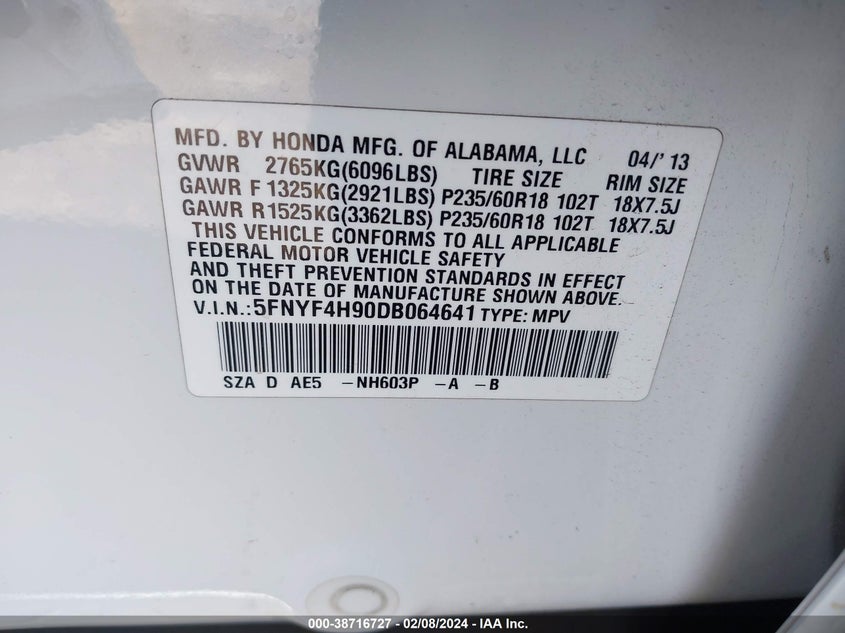 MFD. BY HONDA MFG. OF ALABAMA, LLC 04/' 13
GVWR 2765KG(6096LBS) TIRE SIZE RIM SIZE
GAWR F 1325KG(2921LBS) P235/60R18 102T 18X7.5J
GAWR R1525KG(3362LBS) P235/60R18 102T 18X7.5J
THIS VEHICLE CONFORMS TO ALL APPLICABLE
FEDERAL MOTOR VEHICLE SAFETY
AND THEFT PREVENTION STANDARDS IN EFFECT
ON THE DATE OF MANUFACTURE SHOWN ABOVE.
V.I.N.:5FNYF4H90DB064641 TYPE: MPV
SZA D AE5 -NH603P -A -B
000-38716727 - 02/08/2024 - IAA Inc.